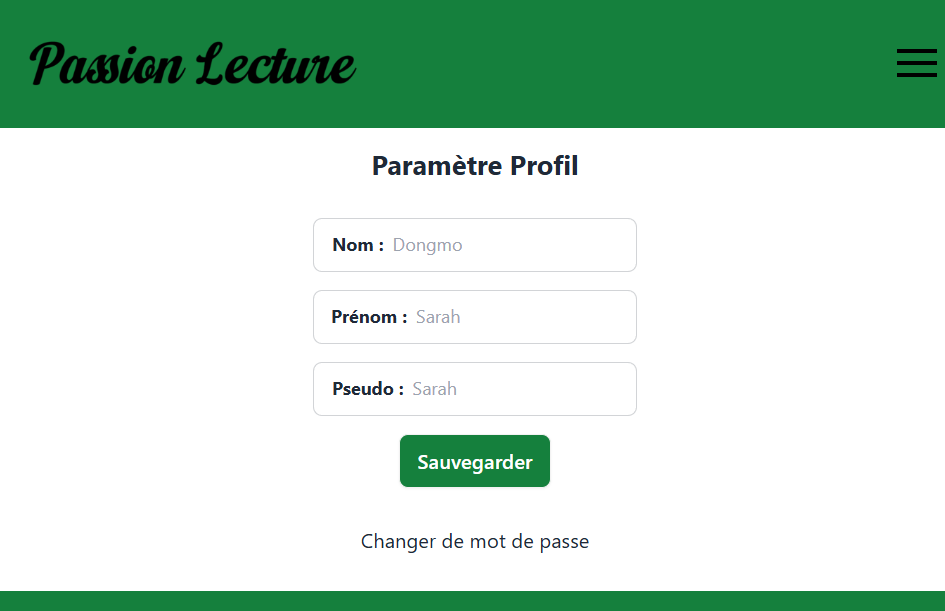 Passion Lecture
Paramètre Profil
Nom : Dongmo
Prénom : Sarah
Pseudo : Sarah
Sauvegarder
Changer de mot de passe